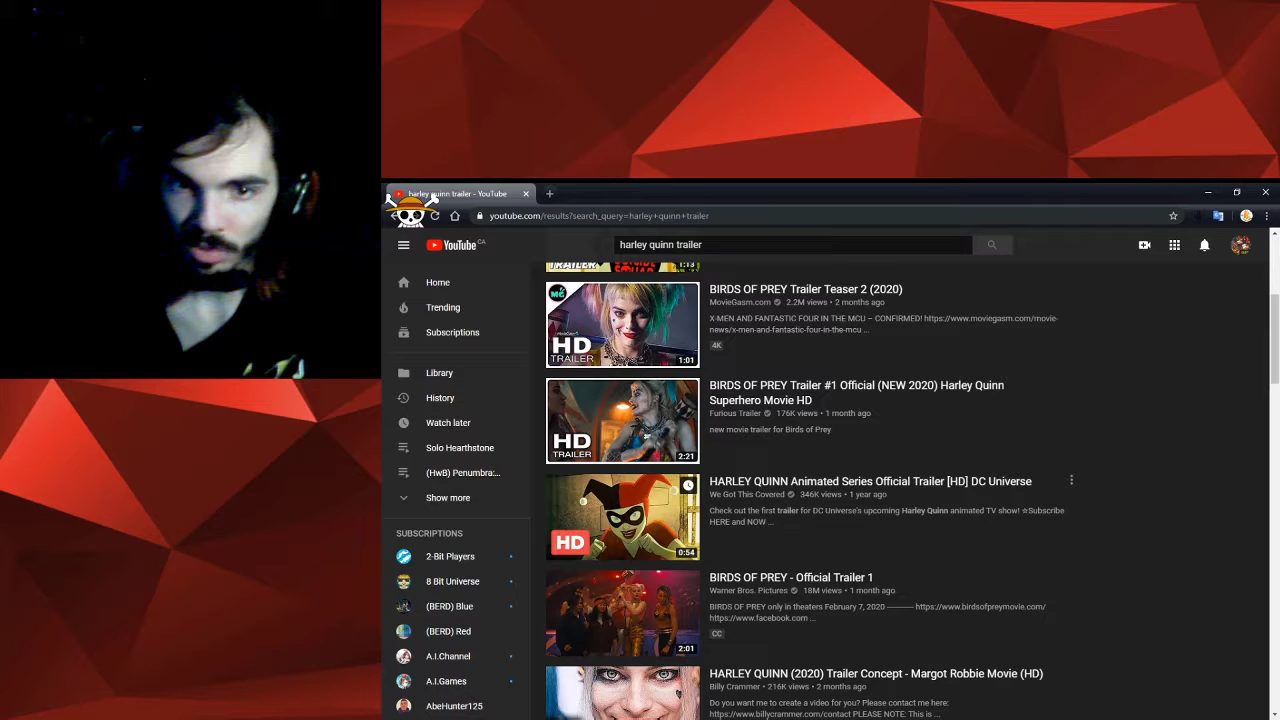 harley quinn trailer - YouTube
youtube.com/results?search_query=harley+quinn+trailer
YouTube CA
harley quinn trailer
Home
Trending
Subscriptions
Library
History
Watch later
Solo Hearthstone
(HwB) Penumbra:...
Show more
SUBSCRIPTIONS
2-Bit Players
8 Bit Universe
(BERD) Blue
(BERD) Red
A.I.Channel
A.I.Games
AbeHunter125
TRAILER
SUICIDE SQUAD
1:13
MG
HD
TRAILER
1:01
BIRDS OF PREY Trailer Teaser 2 (2020)
MovieGasm.com 2.2M views • 2 months ago
X-MEN AND FANTASTIC FOUR IN THE MCU – CONFIRMED! https://www.moviegasm.com/movie-
news/x-men-and-fantastic-four-in-the-mcu ...
4K
HD
TRAILER
2:21
BIRDS OF PREY Trailer #1 Official (NEW 2020) Harley Quinn
Superhero Movie HD
Furious Trailer 176K views • 1 month ago
new movie trailer for Birds of Prey
HD
0:54
HARLEY QUINN Animated Series Official Trailer [HD] DC Universe
We Got This Covered 346K views • 1 year ago
Check out the first trailer for DC Universe's upcoming Harley Quinn animated TV show! ☆Subscribe
HERE and NOW ...
2:01
BIRDS OF PREY - Official Trailer 1
Warner Bros. Pictures 18M views • 1 month ago
BIRDS OF PREY only in theaters February 7, 2020 ---------- https://www.birdsofpreymovie.com/
https://www.facebook.com ...
CC
HARLEY QUINN (2020) Trailer Concept - Margot Robbie Movie (HD)
Billy Crammer • 216K views • 2 months ago
Do you want me to create a video for you? Please contact me here:
https://www.billycrammer.com/contact PLEASE NOTE: This is ...